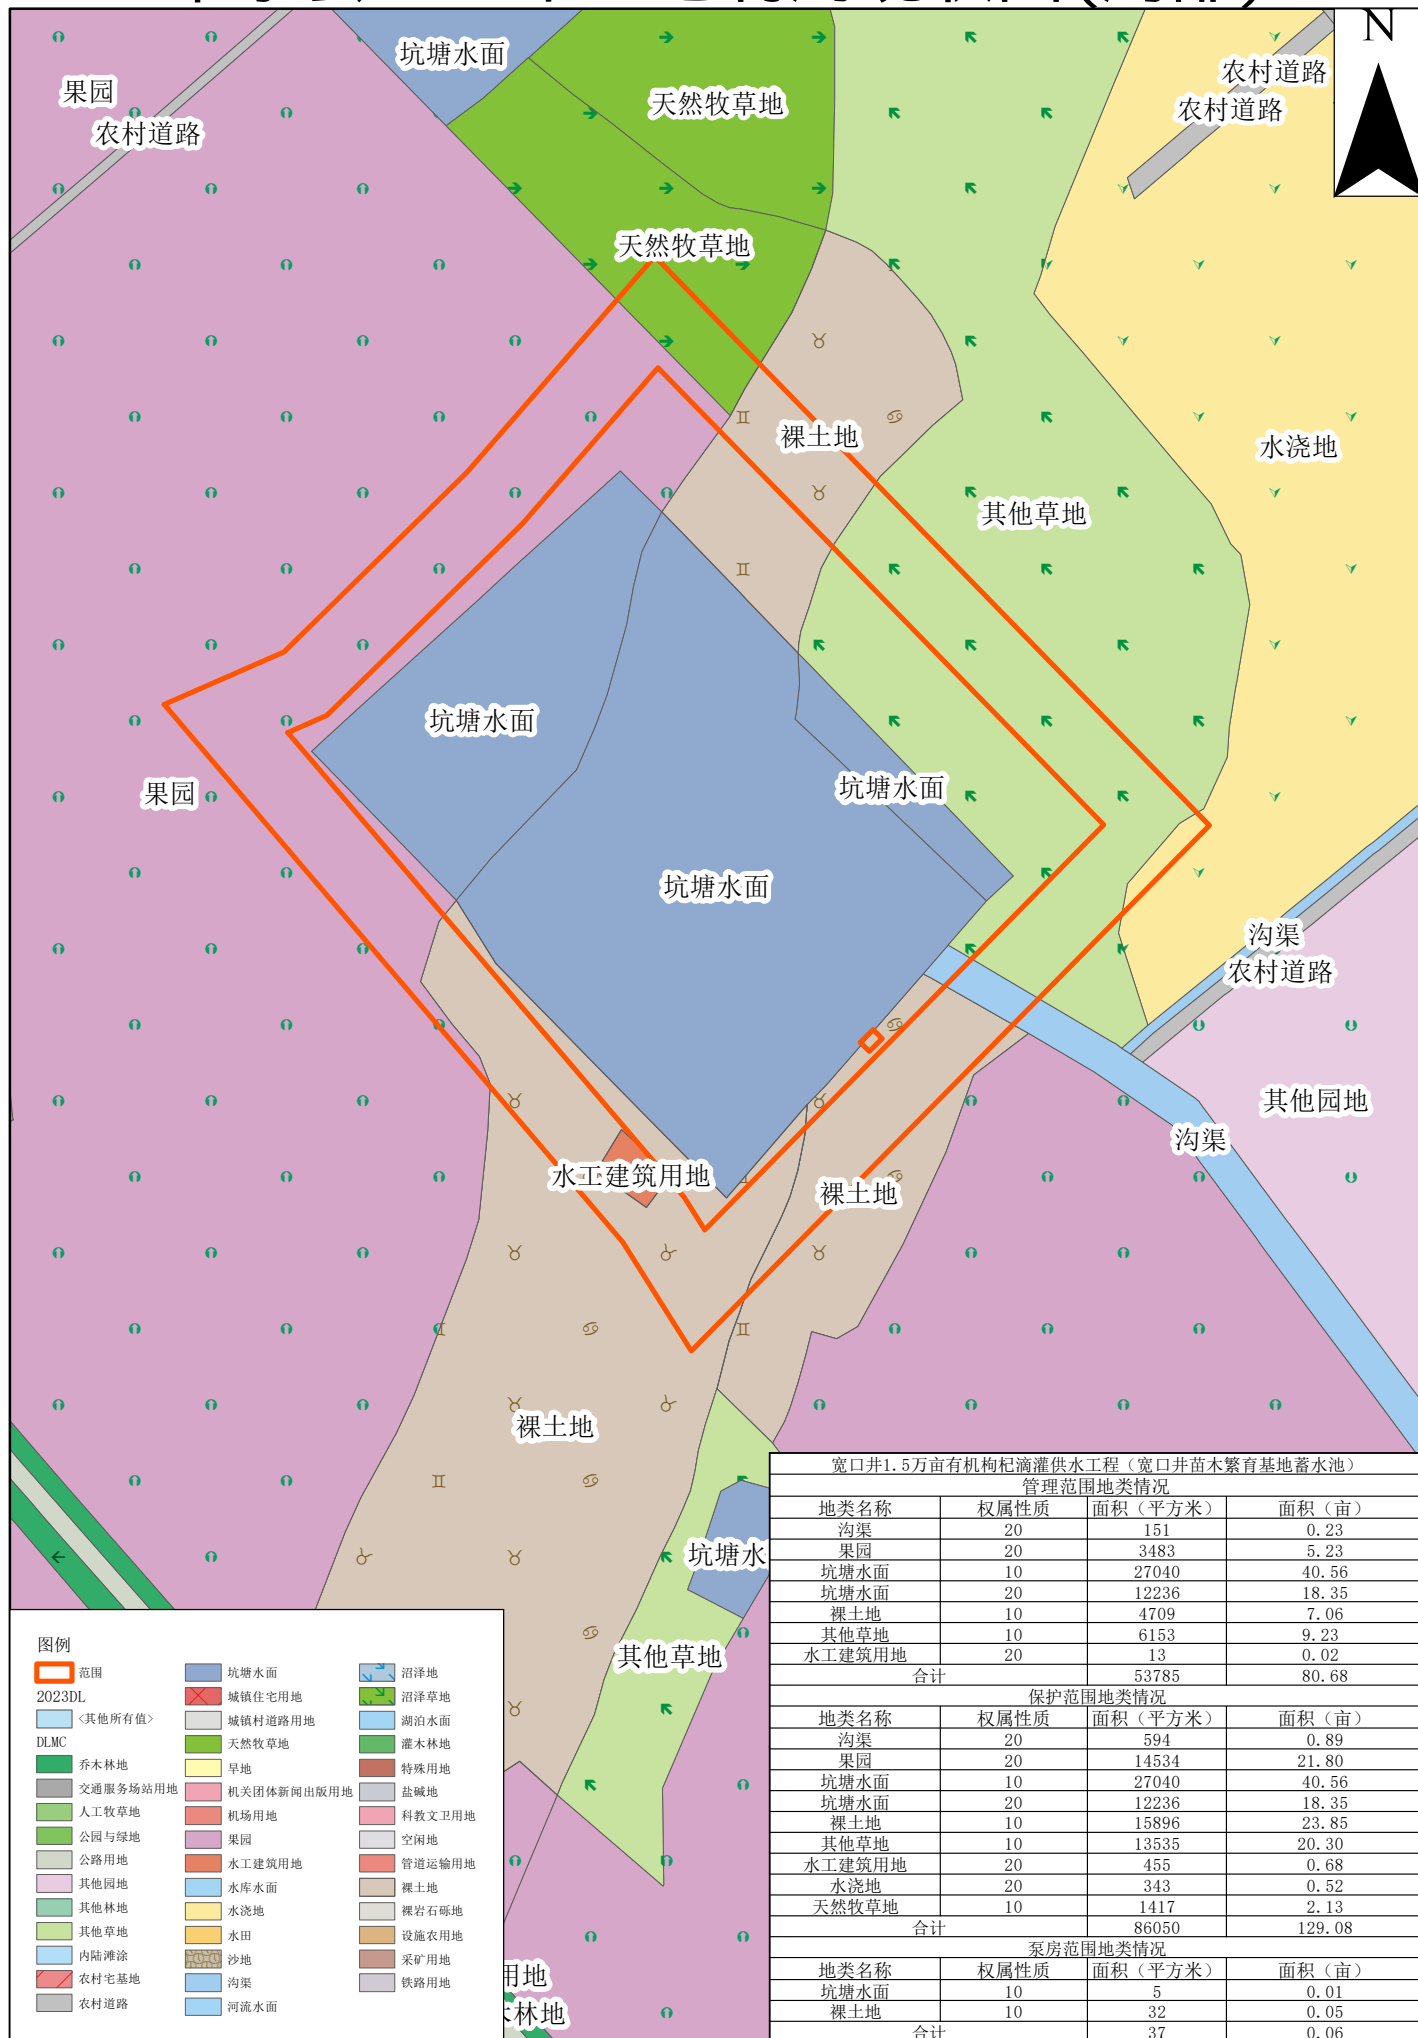 N
坑塘水面
农村道路
果园
天然牧草地
农村道路
农村道路
天然牧草地
裸土地
水浇地
其他草地
坑塘水面
坑塘水面
果园
坑塘水面
沟渠
农村道路
其他园地
沟渠
水工建筑用地
裸土地
裸土地
坑塘水
其他草地
用地
林地
宽口井1.5万亩有机枸杞滴灌供水工程（宽口井苗木繁育基地蓄水池）
管理范围地类情况
地类名称 权属性质 面积（平方米） 面积（亩）
沟渠 20 151 0.23
果园 20 3483 5.23
坑塘水面 10 27040 40.56
坑塘水面 20 12236 18.35
裸土地 10 4709 7.06
其他草地 10 6153 9.23
水工建筑用地 20 13 0.02
合计 53785 80.68
保护范围地类情况
地类名称 权属性质 面积（平方米） 面积（亩）
沟渠 20 594 0.89
果园 20 14534 21.80
坑塘水面 10 27040 40.56
坑塘水面 20 12236 18.35
裸土地 10 15896 23.85
其他草地 10 13535 20.30
水工建筑用地 20 455 0.68
水浇地 20 343 0.52
天然牧草地 10 1417 2.13
合计 86050 129.08
泵房范围地类情况
地类名称 权属性质 面积（平方米） 面积（亩）
坑塘水面 10 5 0.01
裸土地 10 32 0.05
合计 37 0.06
图例
范围
2023DL
<其他所有值>
DLMC
乔木林地
交通服务场站用地
人工牧草地
公园与绿地
公路用地
其他园地
其他林地
其他草地
内陆滩涂
农村宅基地
农村道路
坑塘水面
城镇住宅用地
城镇村道路用地
天然牧草地
旱地
机关团体新闻出版用地
机场用地
果园
水工建筑用地
水库水面
水浇地
水田
沙地
沟渠
河流水面
沼泽地
沼泽草地
湖泊水面
灌木林地
特殊用地
盐碱地
科教文卫用地
空闲地
管道运输用地
裸土地
裸岩石砾地
设施农用地
采矿用地
铁路用地